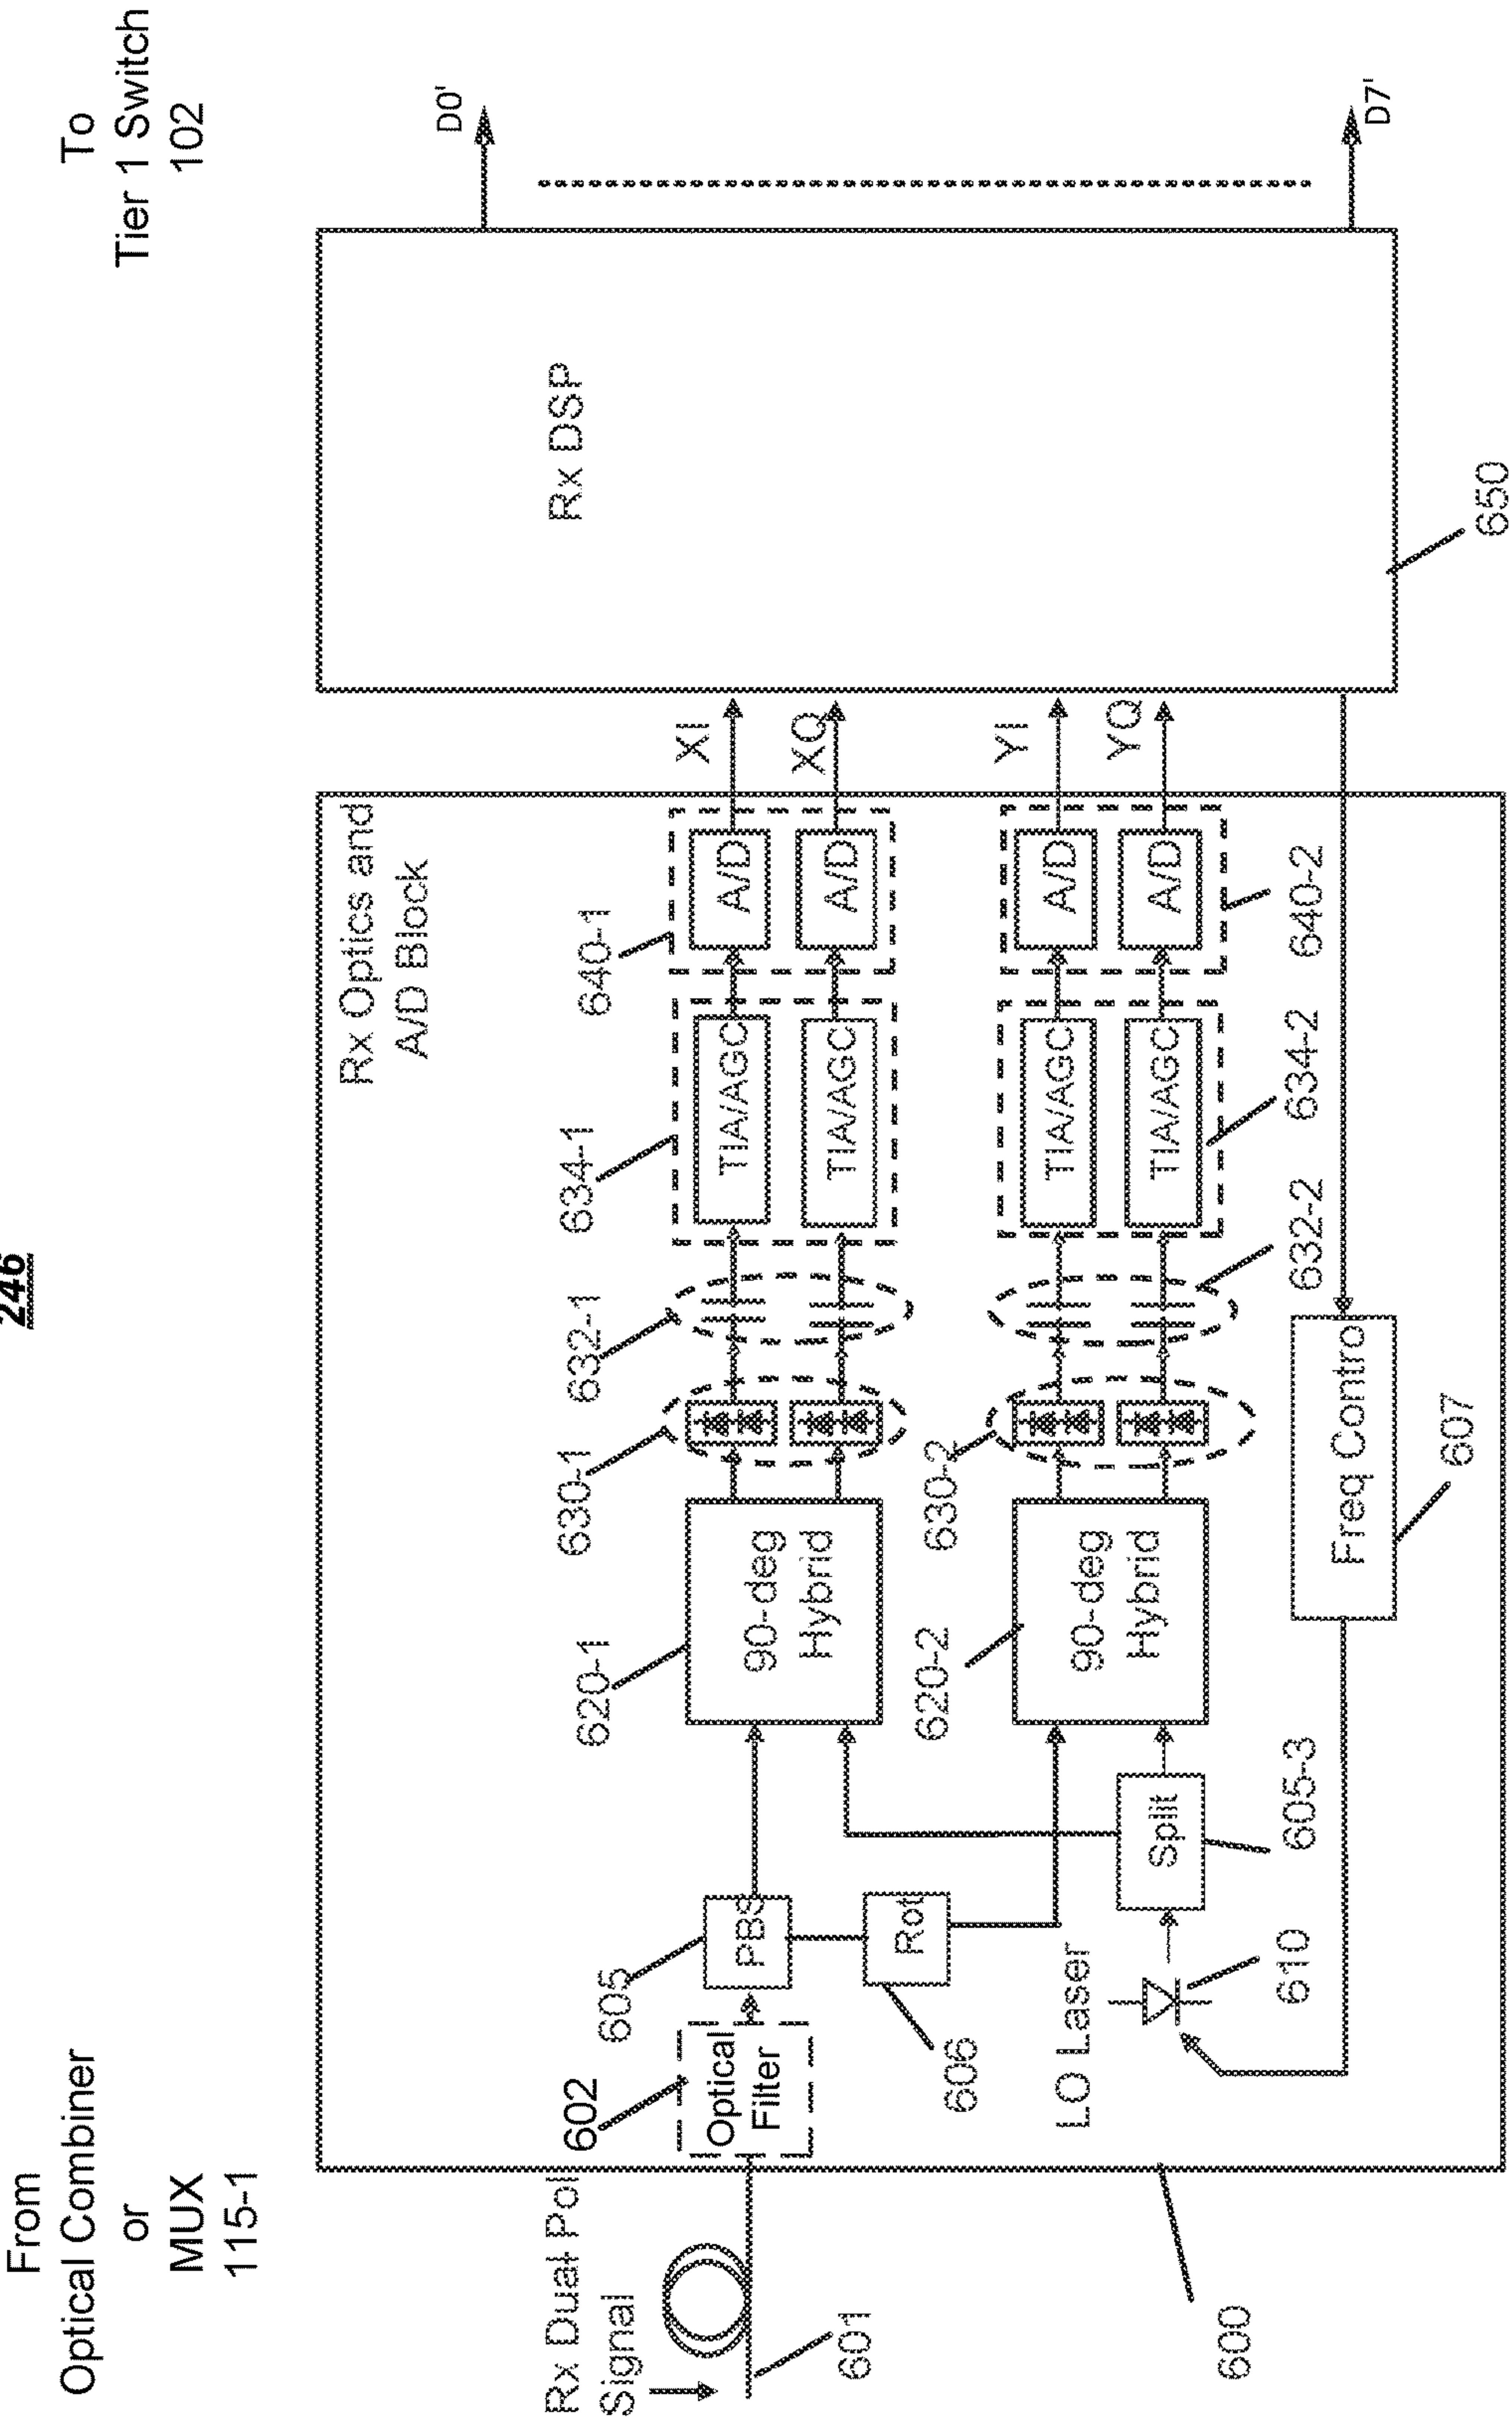 246
From
Optical Combiner
or
MUX
115-1
To
Tier 1 Switch
102
Rx Dual Pol
Signal
601
600
Rx Optics and
A/D Block
602
Optical
Filter
605
PBS
606
Rot
LO Laser
610
Split
605-3
620-1
90-deg
Hybrid
620-2
90-deg
Hybrid
630-1
630-2
632-1
632-2
634-1
TIA/AGC
TIA/AGC
TIA/AGC
TIA/AGC
634-2
640-1
A/D
A/D
A/D
A/D
640-2
Freq Contro
607
XI
XQ
YI
YQ
Rx DSP
650
D0'
D7'